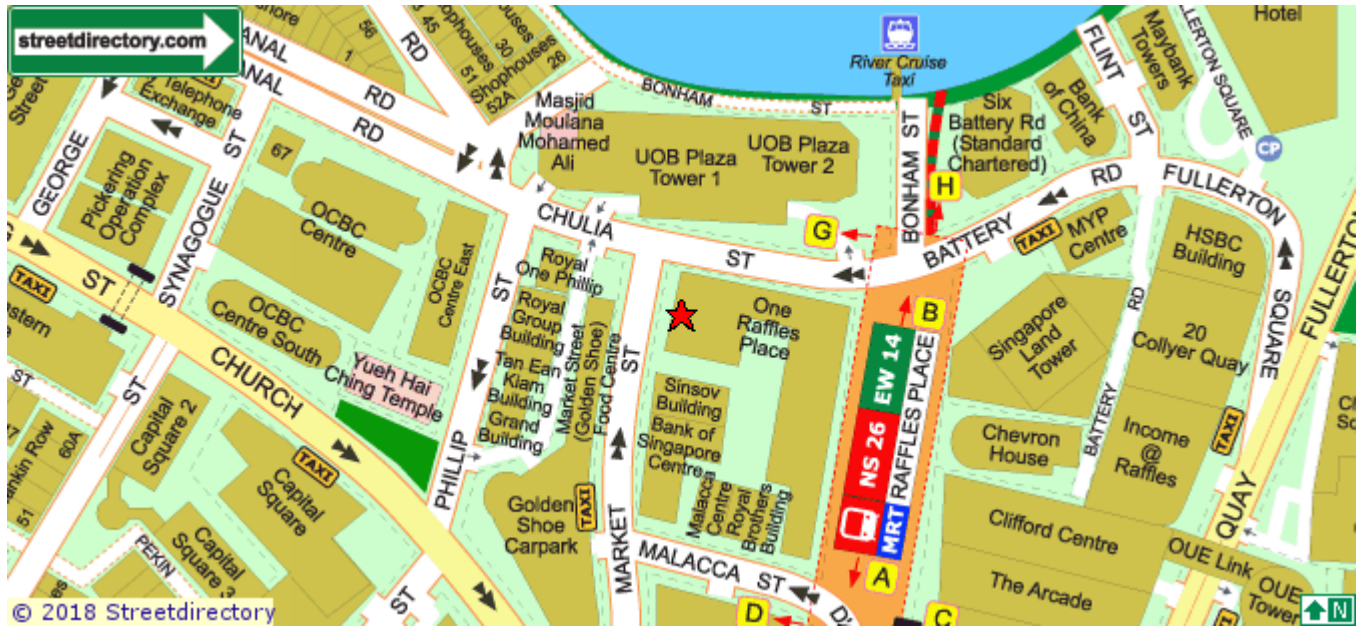 streetdirectory.com
ANAL
RD
CANAL
RD
56
1
45
51
30
52A
Shophouses
26
RD
BONHAM
ST
River Cruise
Taxi
FLINT
ST
Maybank
Towers
FULLERTON SQUARE
Hotel
CP
Telephone
Exchange
GEORGE
ST
Pickering
Operation
Complex
SYNAGOGUE
ST
67
OCBC
Centre
OCBC
Centre East
OCBC
Centre South
Masjid
Moulana
Mohamed
Ali
UOB Plaza
Tower 1
UOB Plaza
Tower 2
BONHAM ST
Six
Battery Rd
(Standard
Chartered)
Bank
of China
H
G
CHULIA
ST
BATTERY
RD
FULLERTON
SQUARE
TAXI
MYP
Centre
HSBC
Building
FULLERTON
QUAY
TAXI
ST
CHURCH
Yueh Hai
Ching Temple
PHILLIP
ST
Royal
One Phillip
Royal
Group
Building
Tan Ean
Kiam
Building
Grand
Building
Market Street
(Golden Shoe)
Food Centre
MARKET
ST
One
Raffles
Place
Sinsov
Building
Bank of
Singapore
Centre
Malacca
Centre
Royal
Brothers
Building
B
EW 14
NS 26
MRT
RAFFLES PLACE
A
Singapore
Land
Tower
BATTERY
RD
20
Collyer Quay
Chevron
House
Income
@
Raffles
TAXI
ST
60A
51
Capital
Square 2
Capital
Square
TAXI
PEKIN
Capital
Square 3
ST
Golden
Shoe
Carpark
TAXI
MALACCA
ST
D
C
Clifford Centre
The Arcade
OUE Link
OUE
Tower
© 2018 Streetdirectory
N